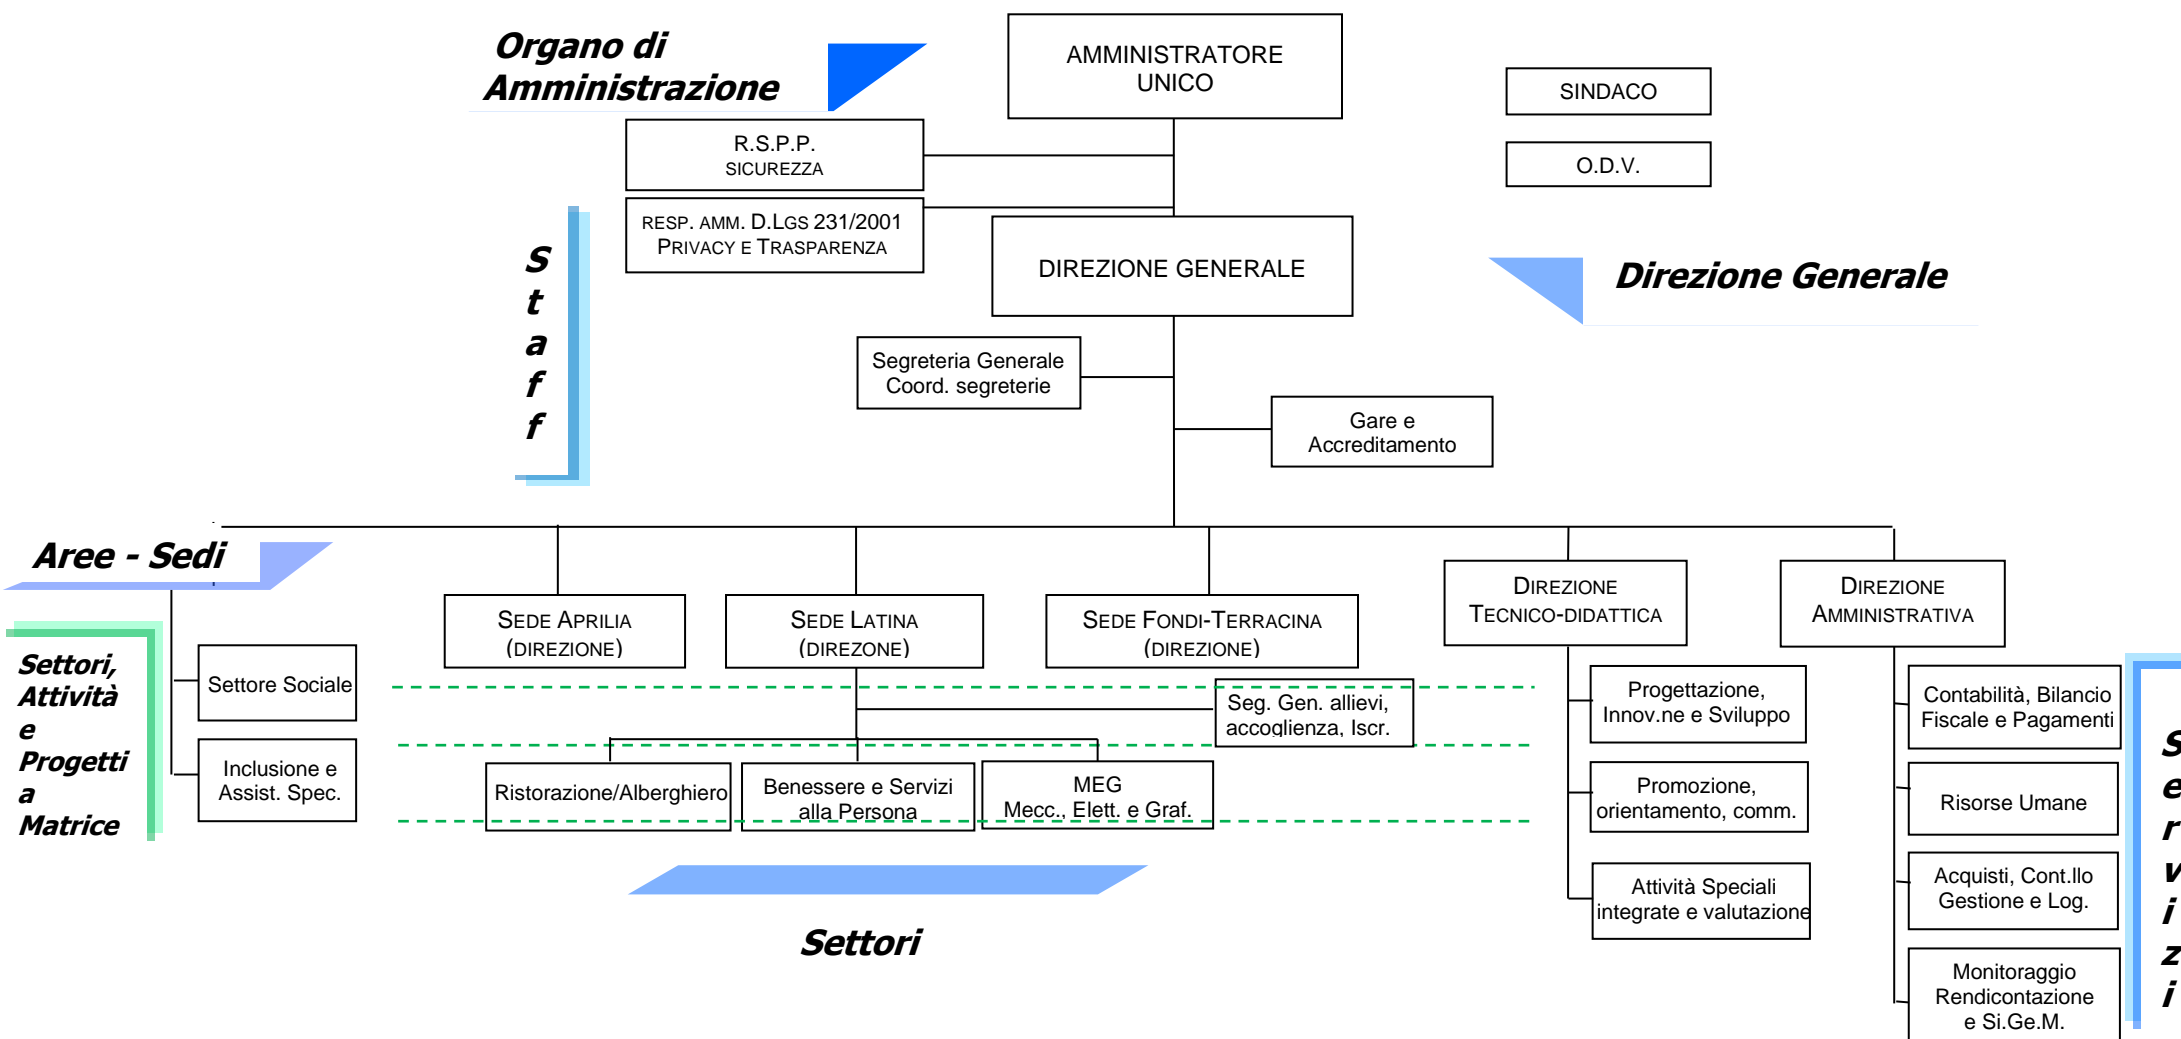 Organo di
Amministrazione
AMMINISTRATORE
UNICO
SINDACO
O.D.V.
R.S.P.P.
SICUREZZA
RESP. AMM. D.LGS 231/2001
PRIVACY E TRASPARENZA
S
t
a
f
f
DIREZIONE GENERALE
Direzione Generale
Segreteria Generale
Coord. segreterie
Gare e
Accreditamento
Aree - Sedi
SEDE APRILIA
(DIREZIONE)
SEDE LATINA
(DIREZONE)
SEDE FONDI-TERRACINA
(DIREZIONE)
DIREZIONE
TECNICO-DIDATTICA
DIREZIONE
AMMINISTRATIVA
Settori,
Attività
e
Progetti
a
Matrice
Settore Sociale
Inclusione e
Assist. Spec.
Seg. Gen. allievi,
accoglienza, Iscr.
Ristorazione/Alberghiero
Benessere e Servizi
alla Persona
MEG
Mecc., Elett. e Graf.
Progettazione,
Innov.ne e Sviluppo
Promozione,
orientamento, comm.
Attività Speciali
integrate e valutazione
Contabilità, Bilancio
Fiscale e Pagamenti
Risorse Umane
Acquisti, Cont.llo
Gestione e Log.
Monitoraggio
Rendicontazione
e Si.Ge.M.
S
e
r
v
i
z
i
Settori